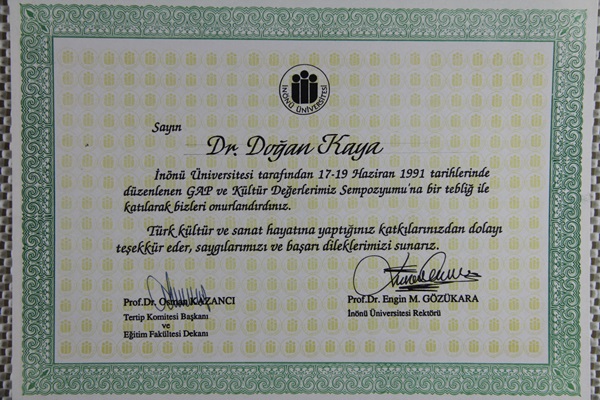 İNÖNÜ ÜNİVERSİTESİ
Sayın
Dr. Doğan Kaya
İnönü Üniversitesi tarafından 17-19 Haziran 1991 tarihlerinde
düzenlenen GAP ve Kültür Değerlerimiz Sempozyumu'na bir tebliğ ile
katılarak bizleri onurlandırdınız.
Türk kültür ve sanat hayatına yaptığınız katkılarınızdan dolayı
teşekkür eder, saygılarımızı ve başarı dileklerimizi sunarız.
Prof.Dr. Osman KAZANCI
Tertip Komitesi Başkanı
ve
Eğitim Fakültesi Dekanı
Prof.Dr. Engin M. GÖZÜKARA
İnönü Üniversitesi Rektörü